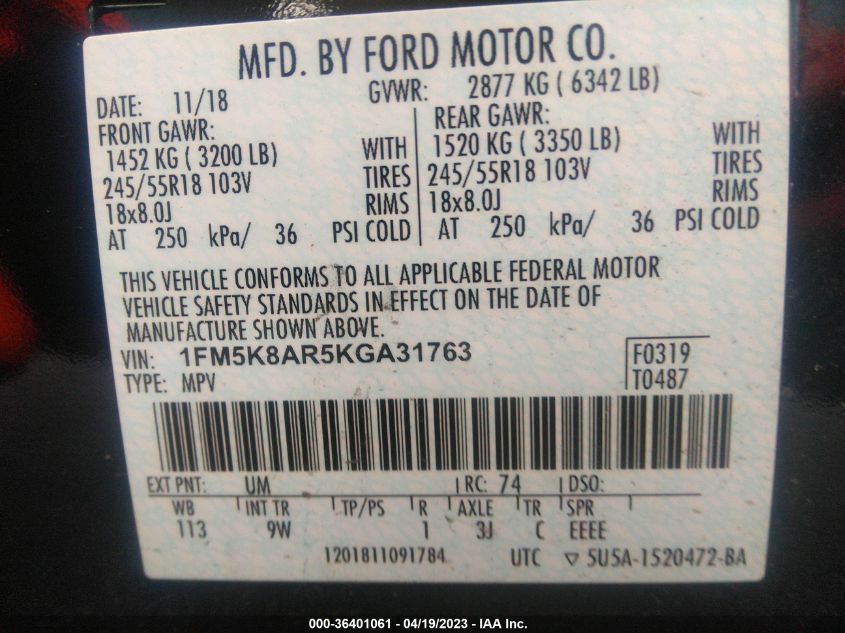 MFD. BY FORD MOTOR CO.
DATE: 11/18 GVWR: 2877 KG ( 6342 LB)
FRONT GAWR: REAR GAWR:
1452 KG ( 3200 LB) WITH 1520 KG ( 3350 LB) WITH
245/55R18 103V TIRES 245/55R18 103V TIRES
18x8.0J RIMS 18x8.0J RIMS
AT 250 kPa/ 36 PSI COLD AT 250 kPa/ 36 PSI COLD
THIS VEHICLE CONFORMS TO ALL APPLICABLE FEDERAL MOTOR
VEHICLE SAFETY STANDARDS IN EFFECT ON THE DATE OF
MANUFACTURE SHOWN ABOVE.
VIN: 1FM5K8AR5KGA31763 F0319
TYPE: MPV T0487
EXT PNT: UM RC: 74 DSO:
WB INT TR TP/PS R AXLE TR SPR
113 9W 1 3J C EEEE
1201811091784 UTC ▽ 5U5A-1520472-BA
000-36401061 - 04/19/2023 - IAA Inc.